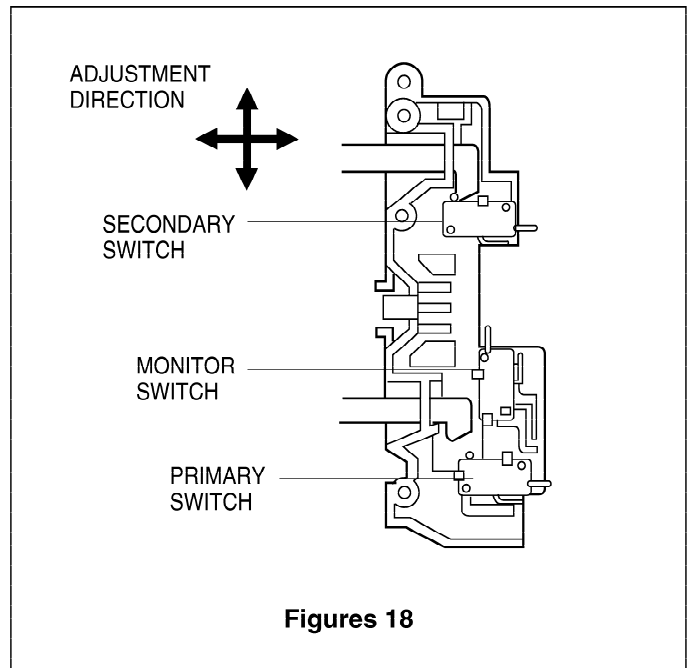 ADJUSTMENT
DIRECTION
SECONDARY
SWITCH
MONITOR
SWITCH
PRIMARY
SWITCH
Figures 18